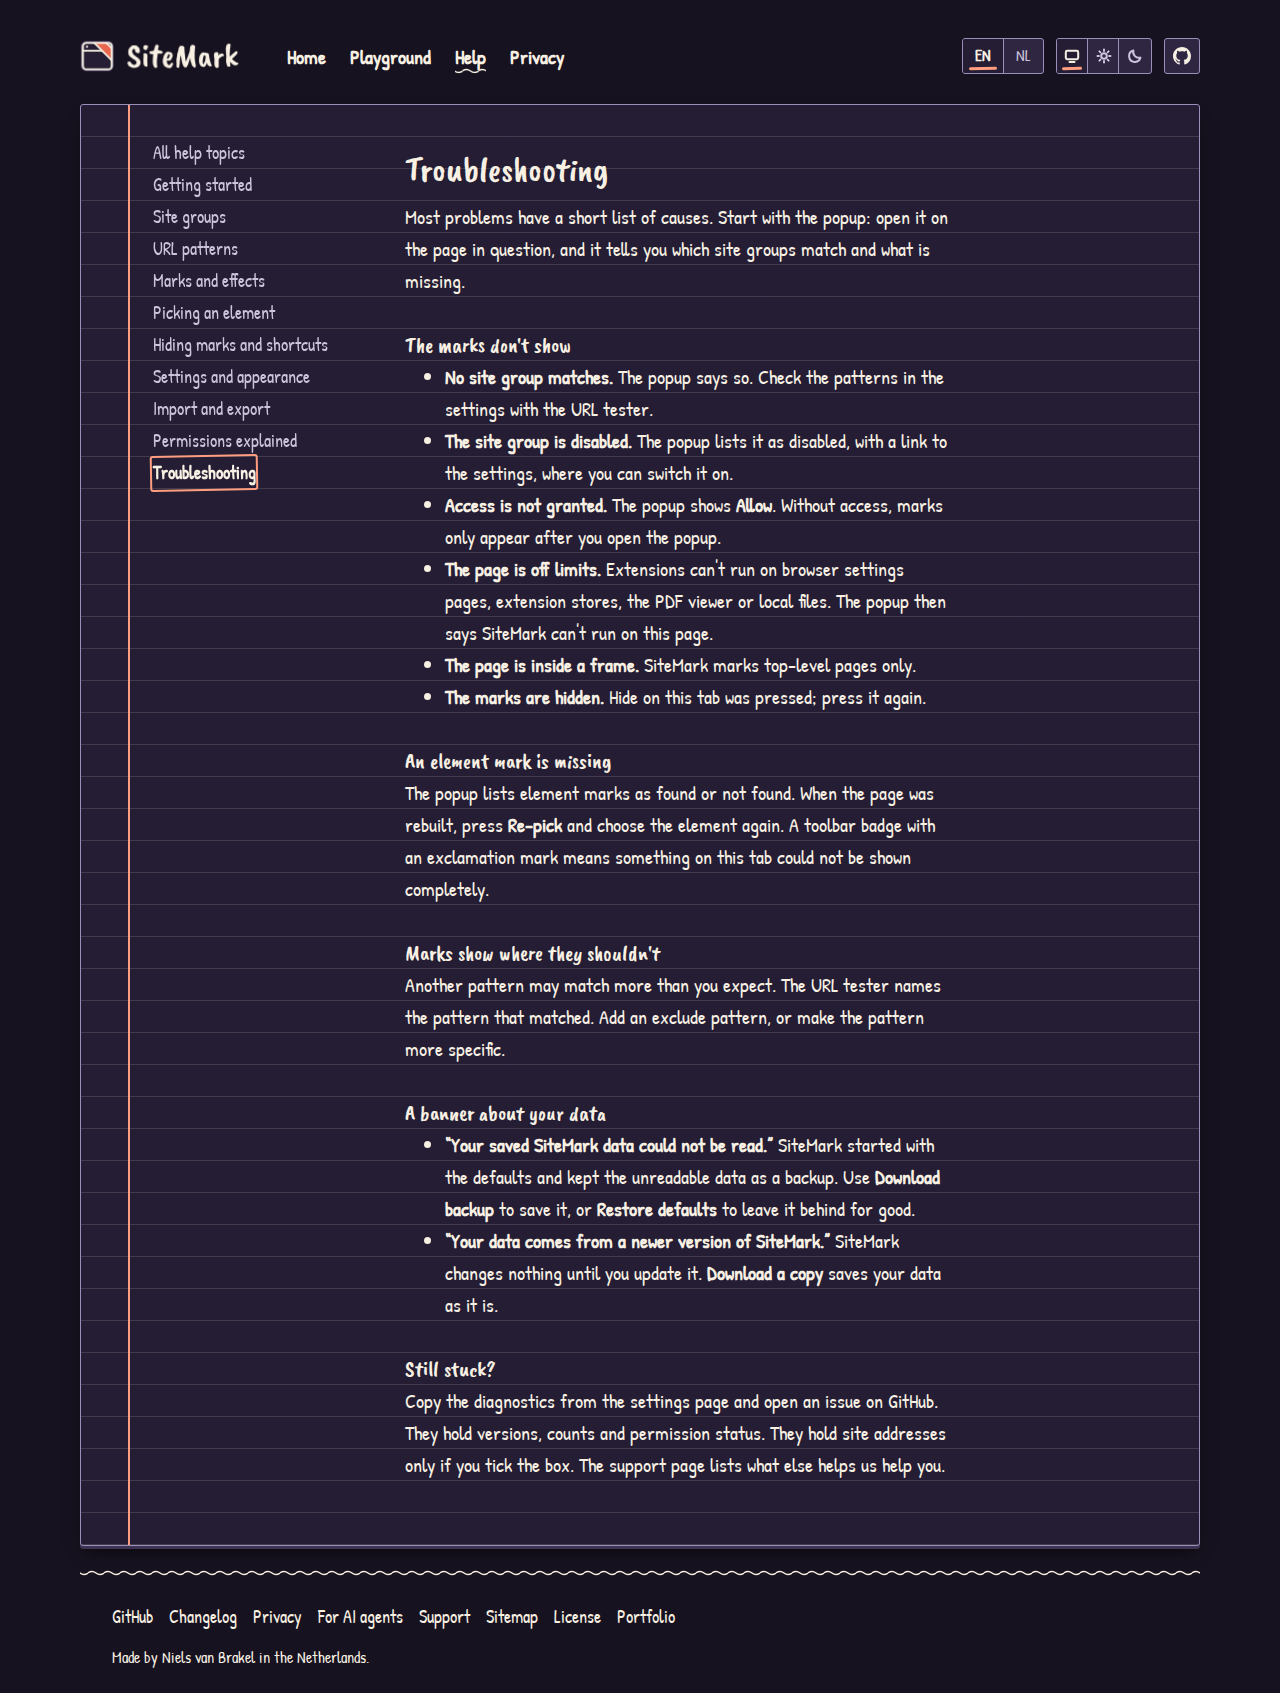 SiteMark
Home Playground Help Privacy
EN NL
All help topics
Getting started
Site groups
URL patterns
Marks and effects
Picking an element
Hiding marks and shortcuts
Settings and appearance
Import and export
Permissions explained
Troubleshooting
Troubleshooting
Most problems have a short list of causes. Start with the popup: open it on
the page in question, and it tells you which site groups match and what is
missing.
The marks don't show
No site group matches. The popup says so. Check the patterns in the
settings with the URL tester.
The site group is disabled. The popup lists it as disabled, with a link to
the settings, where you can switch it on.
Access is not granted. The popup shows Allow. Without access, marks
only appear after you open the popup.
The page is off limits. Extensions can't run on browser settings
pages, extension stores, the PDF viewer or local files. The popup then
says SiteMark can't run on this page.
The page is inside a frame. SiteMark marks top-level pages only.
The marks are hidden. Hide on this tab was pressed; press it again.
An element mark is missing
The popup lists element marks as found or not found. When the page was
rebuilt, press Re-pick and choose the element again. A toolbar badge with
an exclamation mark means something on this tab could not be shown
completely.
Marks show where they shouldn't
Another pattern may match more than you expect. The URL tester names
the pattern that matched. Add an exclude pattern, or make the pattern
more specific.
A banner about your data
"Your saved SiteMark data could not be read." SiteMark started with
the defaults and kept the unreadable data as a backup. Use Download
backup to save it, or Restore defaults to leave it behind for good.
"Your data comes from a newer version of SiteMark." SiteMark
changes nothing until you update it. Download a copy saves your data
as it is.
Still stuck?
Copy the diagnostics from the settings page and open an issue on GitHub.
They hold versions, counts and permission status. They hold site addresses
only if you tick the box. The support page lists what else helps us help you.
GitHub Changelog Privacy For AI agents Support Sitemap License Portfolio
Made by Niels van Brakel in the Netherlands.